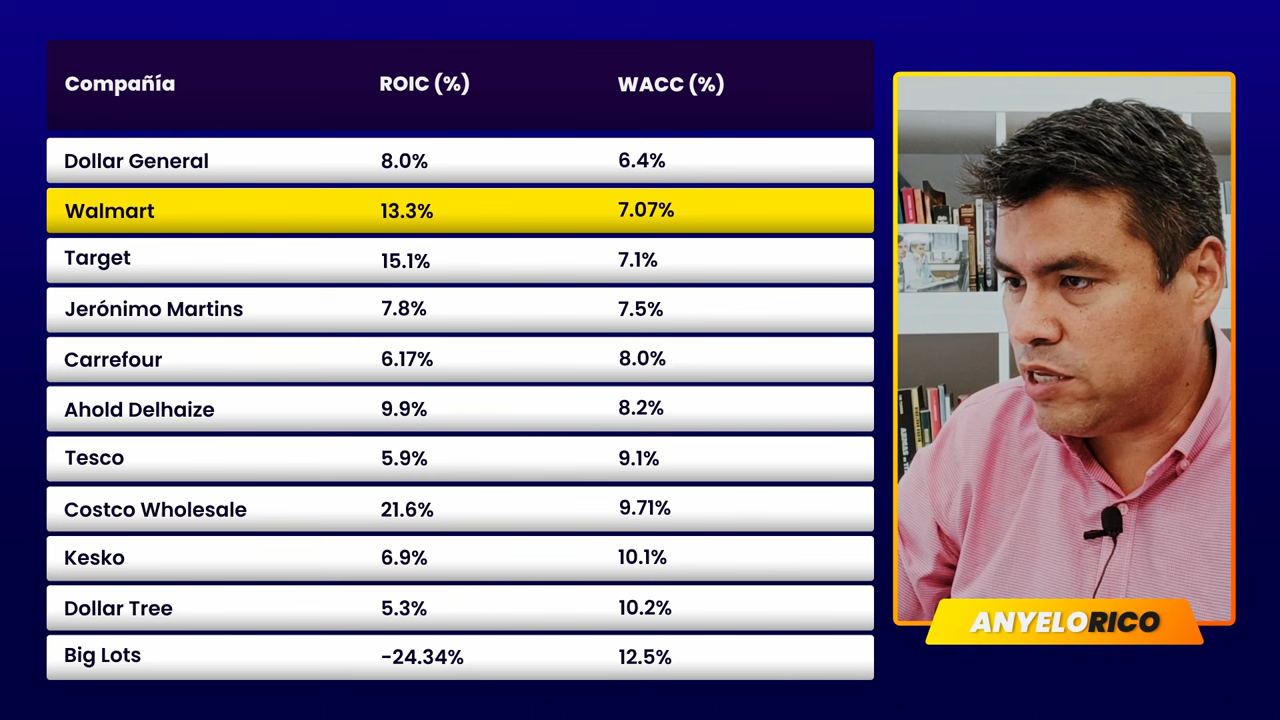 Compañía ROIC (%) WACC (%)
Dollar General 8.0% 6.4%
Walmart 13.3% 7.07%
Target 15.1% 7.1%
Jerónimo Martins 7.8% 7.5%
Carrefour 6.17% 8.0%
Ahold Delhaize 9.9% 8.2%
Tesco 5.9% 9.1%
Costco Wholesale 21.6% 9.71%
Kesko 6.9% 10.1%
Dollar Tree 5.3% 10.2%
Big Lots -24.34% 12.5%
ANYELORICO